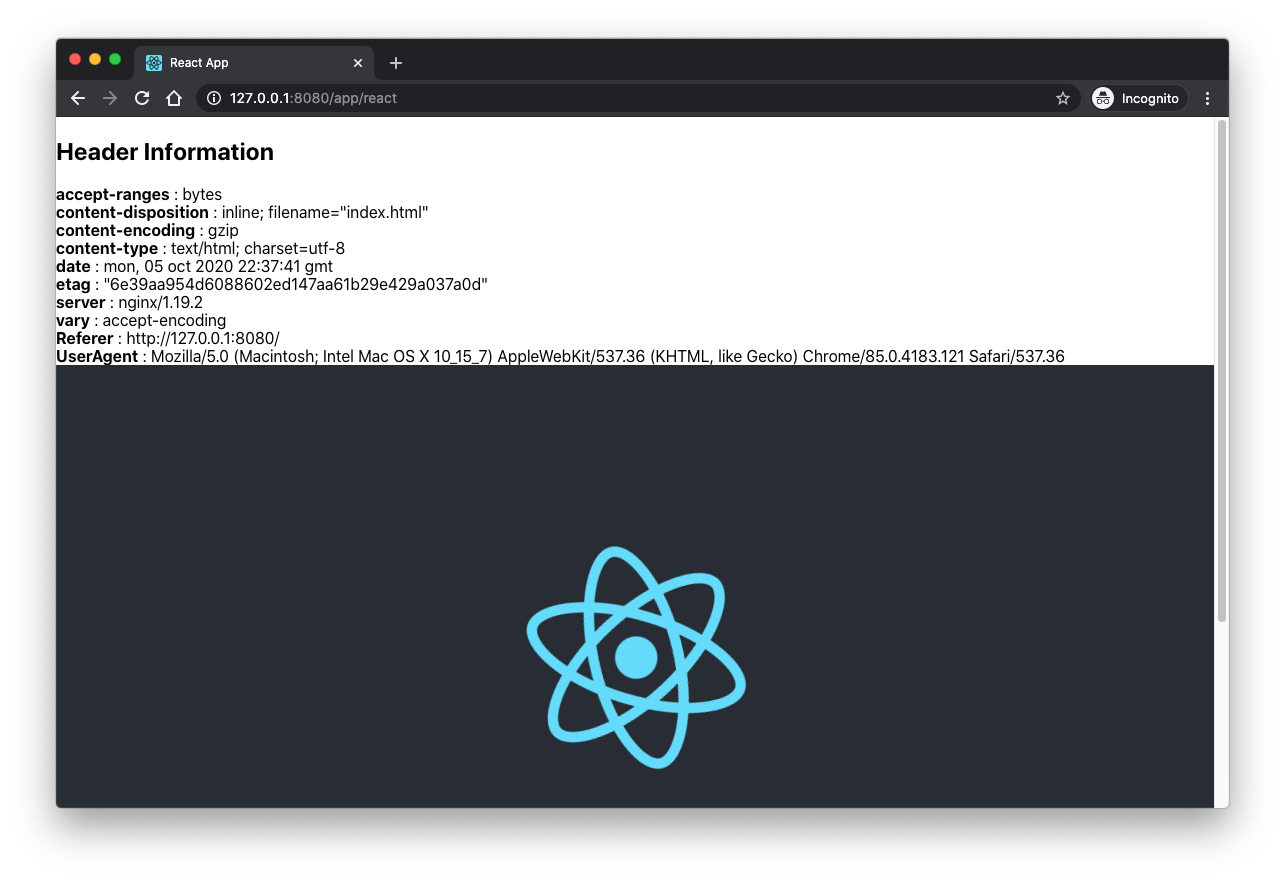 React App
127.0.0.1:8080/app/react
Incognito
Header Information
accept-ranges : bytes
content-disposition : inline; filename="index.html"
content-encoding : gzip
content-type : text/html; charset=utf-8
date : mon, 05 oct 2020 22:37:41 gmt
etag : "6e39aa954d6088602ed147aa61b29e429a037a0d"
server : nginx/1.19.2
vary : accept-encoding
Referer : http://127.0.0.1:8080/
UserAgent : Mozilla/5.0 (Macintosh; Intel Mac OS X 10_15_7) AppleWebKit/537.36 (KHTML, like Gecko) Chrome/85.0.4183.121 Safari/537.36